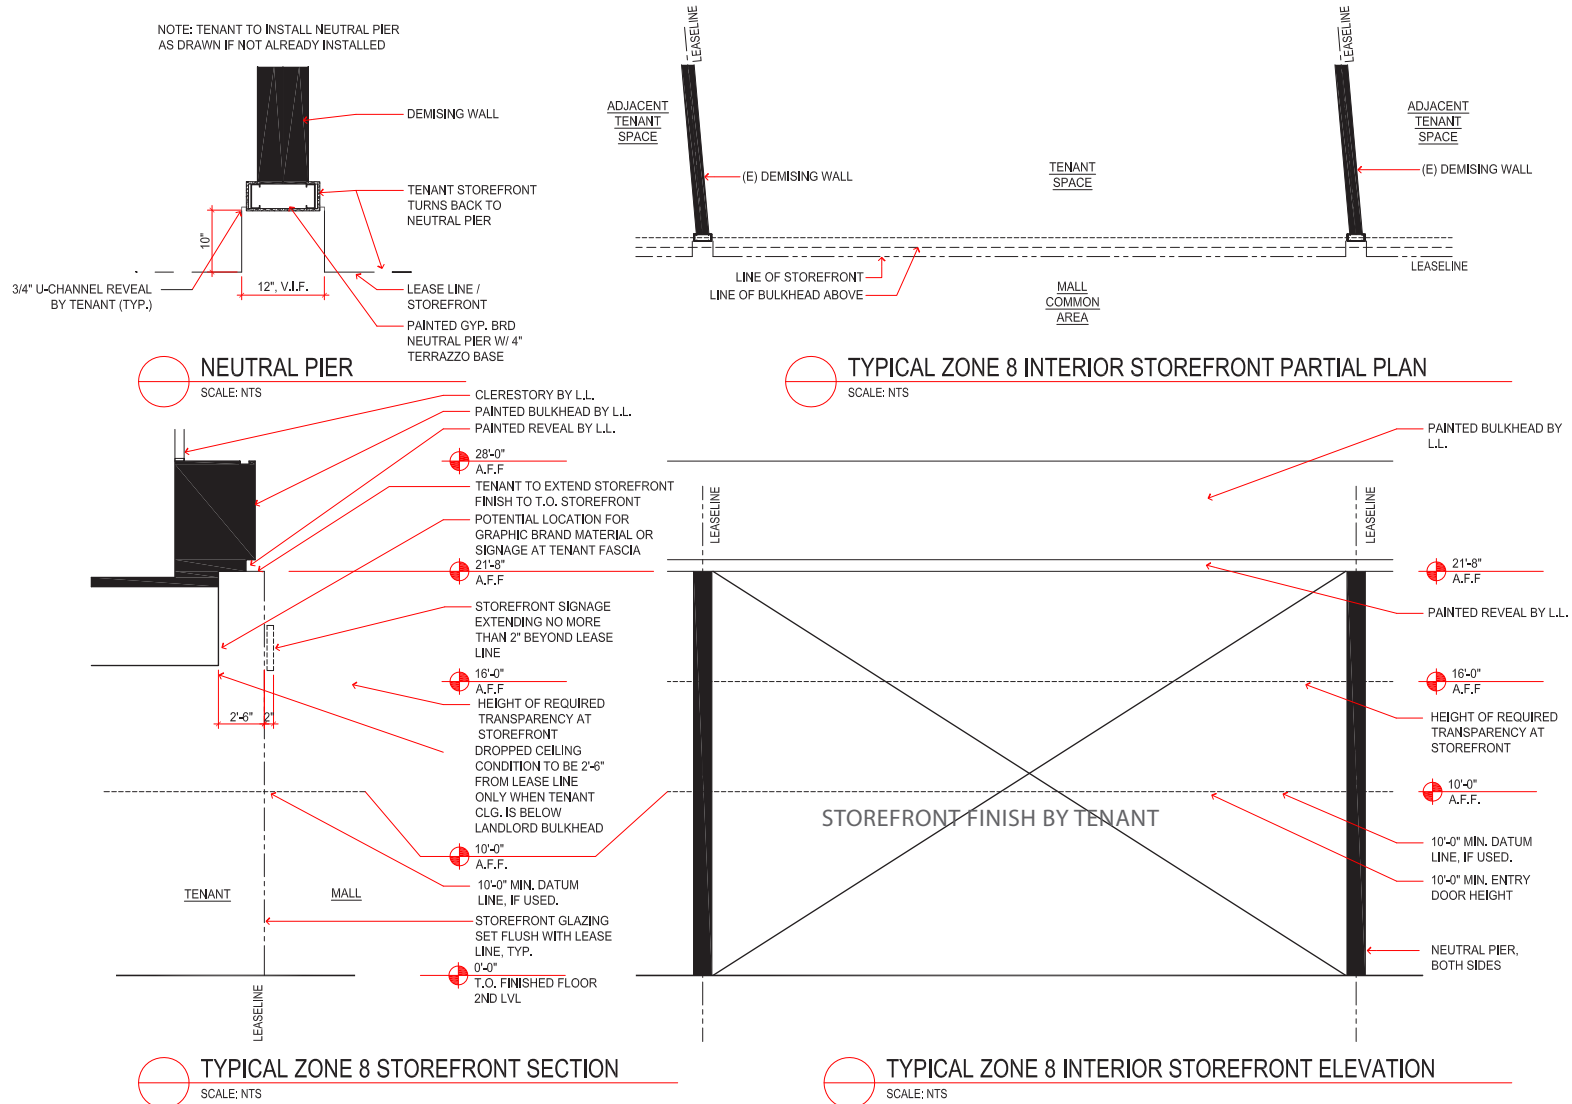 NOTE: TENANT TO INSTALL NEUTRAL PIER
AS DRAWN IF NOT ALREADY INSTALLED
DEMISING WALL
TENANT STOREFRONT
TURNS BACK TO
NEUTRAL PIER
10"
12", V.I.F.
3/4" U-CHANNEL REVEAL
BY TENANT (TYP.)
LEASE LINE /
STOREFRONT
PAINTED GYP. BRD
NEUTRAL PIER W/ 4"
TERRAZZO BASE
NEUTRAL PIER
SCALE: NTS
LEASELINE
LEASELINE
ADJACENT
TENANT
SPACE
(E) DEMISING WALL
TENANT
SPACE
ADJACENT
TENANT
SPACE
(E) DEMISING WALL
LINE OF STOREFRONT
LINE OF BULKHEAD ABOVE
LEASELINE
MALL
COMMON
AREA
TYPICAL ZONE 8 INTERIOR STOREFRONT PARTIAL PLAN
SCALE: NTS
CLERESTORY BY L.L.
PAINTED BULKHEAD BY L.L.
PAINTED REVEAL BY L.L.
28'-0"
A.F.F
TENANT TO EXTEND STOREFRONT
FINISH TO T.O. STOREFRONT
POTENTIAL LOCATION FOR
GRAPHIC BRAND MATERIAL OR
SIGNAGE AT TENANT FASCIA
21'-8"
A.F.F
STOREFRONT SIGNAGE
EXTENDING NO MORE
THAN 2" BEYOND LEASE
LINE
16'-0"
A.F.F
2'-6"
2"
HEIGHT OF REQUIRED
TRANSPARENCY AT
STOREFRONT
DROPPED CEILING
CONDITION TO BE 2'-6"
FROM LEASE LINE
ONLY WHEN TENANT
CLG. IS BELOW
LANDLORD BULKHEAD
10'-0"
A.F.F.
10'-0" MIN. DATUM
LINE, IF USED.
TENANT
MALL
STOREFRONT GLAZING
SET FLUSH WITH LEASE
LINE, TYP.
0'-0"
T.O. FINISHED FLOOR
2ND LVL
LEASELINE
TYPICAL ZONE 8 STOREFRONT SECTION
SCALE: NTS
PAINTED BULKHEAD BY
L.L.
LEASELINE
LEASELINE
21'-8"
A.F.F
PAINTED REVEAL BY L.L.
16'-0"
A.F.F
HEIGHT OF REQUIRED
TRANSPARENCY AT
STOREFRONT
10'-0"
A.F.F.
STOREFRONT FINISH BY TENANT
10'-0" MIN. DATUM
LINE, IF USED.
10'-0" MIN. ENTRY
DOOR HEIGHT
NEUTRAL PIER,
BOTH SIDES
TYPICAL ZONE 8 INTERIOR STOREFRONT ELEVATION
SCALE: NTS